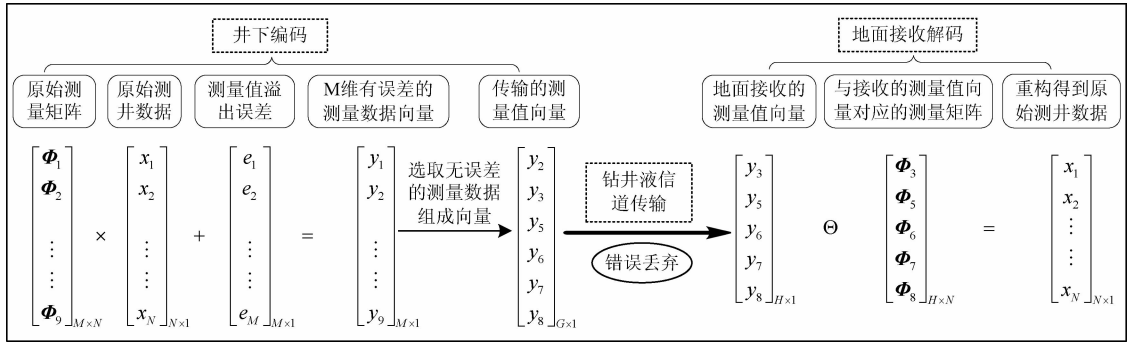 井下编码
地面接收解码
原始测
量矩阵
原始测
井数据
测量值溢
出误差
M维有误差的
测量数据向量
传输的测
量值向量
地面接收的
测量值向量
与接收的测量值向
量对应的测量矩阵
重构得到原
始测井数据
Φ1
Φ2
⋮
⋮
Φ9
M×N
×
x1
x2
⋮
⋮
xN
N×1
+
e1
e2
⋮
⋮
eM
M×1
=
y1
y2
⋮
⋮
y9
M×1
选取无误差
的测量数据
组成向量
y2
y3
y5
y6
y7
y8
G×1
钻井液信
道传输
错误丢弃
y3
y5
y6
y7
y8
H×1
Θ
Φ3
Φ5
Φ6
Φ7
Φ8
H×N
=
x1
x2
⋮
⋮
xN
N×1